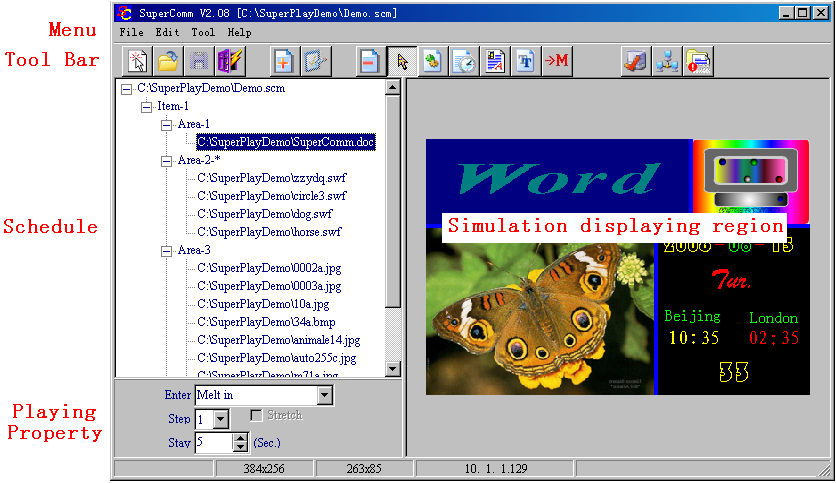 SuperComm V2.08 [C:\SuperPlayDemo\Demo.scm]
Menu
File Edit Tool Help
Tool Bar
T
→M
C:\SuperPlayDemo\Demo.scm
Item-1
Area-1
C:\SuperPlayDemo\SuperComm.doc
Area-2-*
C:\SuperPlayDemo\zzydq.swf
C:\SuperPlayDemo\circle3.swf
C:\SuperPlayDemo\dog.swf
C:\SuperPlayDemo\horse.swf
Schedule
Area-3
C:\SuperPlayDemo\0002a.jpg
C:\SuperPlayDemo\0003a.jpg
C:\SuperPlayDemo\10a.jpg
C:\SuperPlayDemo\34a.bmp
C:\SuperPlayDemo\animale14.jpg
C:\SuperPlayDemo\auto255c.jpg
C:\SuperPlayDemo\m71a.jpg
Word
Simulation displaying region
Tur.
Beijing London
10:35 02:35
33
Playing
Property
Enter Melt in
Step 1 Stretch
Stay 5 (Sec.)
384x256 263x85 10. 1. 1.129